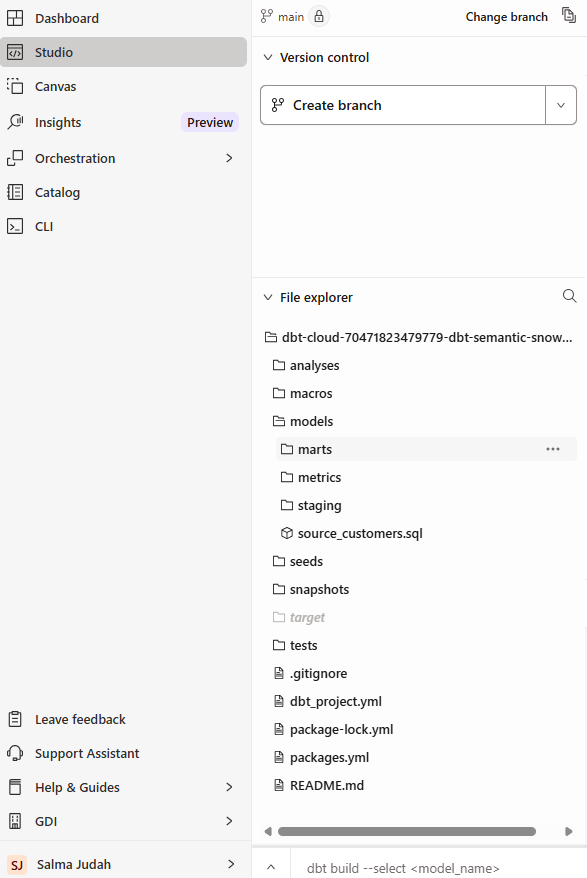 Dashboard
Studio
Canvas
Insights Preview
Orchestration
Catalog
CLI
Leave feedback
Support Assistant
Help & Guides
GDI
SJ Salma Judah
main Change branch
Version control
Create branch
File explorer
dbt-cloud-70471823479779-dbt-semantic-snow...
analyses
macros
models
marts
metrics
staging
source_customers.sql
seeds
snapshots
target
tests
.gitignore
dbt_project.yml
package-lock.yml
packages.yml
README.md
dbt build --select <model_name>